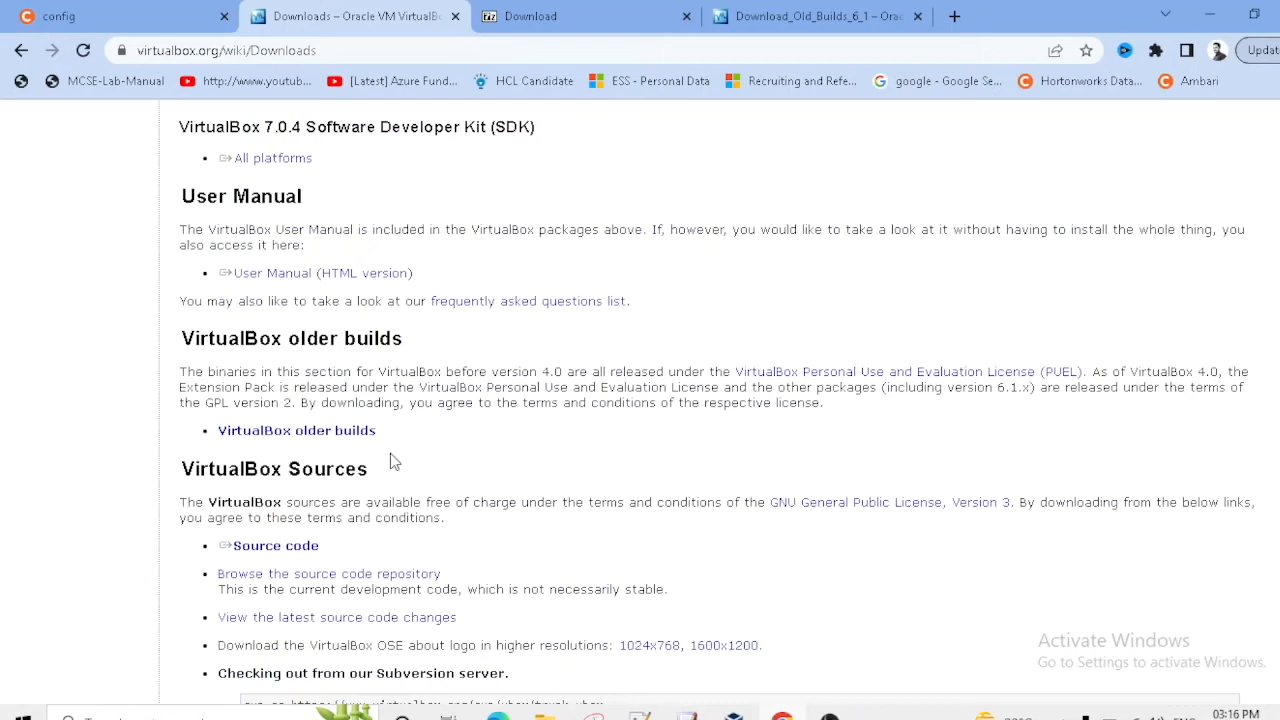 config
Downloads – Oracle VM VirtualBo
Download
Download_Old_Builds_6_1 – Orac
virtualbox.org/wiki/Downloads
Updat
MCSE-Lab-Manual
http://www.youtub...
[Latest] Azure Fund...
HCL Candidate
ESS - Personal Data
Recruiting and Refe...
google - Google Se...
Hortonworks Data...
Ambari
VirtualBox 7.0.4 Software Developer Kit (SDK)
• All platforms
User Manual
The VirtualBox User Manual is included in the VirtualBox packages above. If, however, you would like to take a look at it without having to install the whole thing, you
also access it here:
• User Manual (HTML version)
You may also like to take a look at our frequently asked questions list.
VirtualBox older builds
The binaries in this section for VirtualBox before version 4.0 are all released under the VirtualBox Personal Use and Evaluation License (PUEL). As of VirtualBox 4.0, the
Extension Pack is released under the VirtualBox Personal Use and Evaluation License and the other packages (including version 6.1.x) are released under the terms of
the GPL version 2. By downloading, you agree to the terms and conditions of the respective license.
• VirtualBox older builds
VirtualBox Sources
The VirtualBox sources are available free of charge under the terms and conditions of the GNU General Public License, Version 3. By downloading from the below links,
you agree to these terms and conditions.
• Source code
• Browse the source code repository
This is the current development code, which is not necessarily stable.
• View the latest source code changes
• Download the VirtualBox OSE about logo in higher resolutions: 1024x768, 1600x1200.
• Checking out from our Subversion server.
Activate Windows
Go to Settings to activate Windows.
03:16 PM